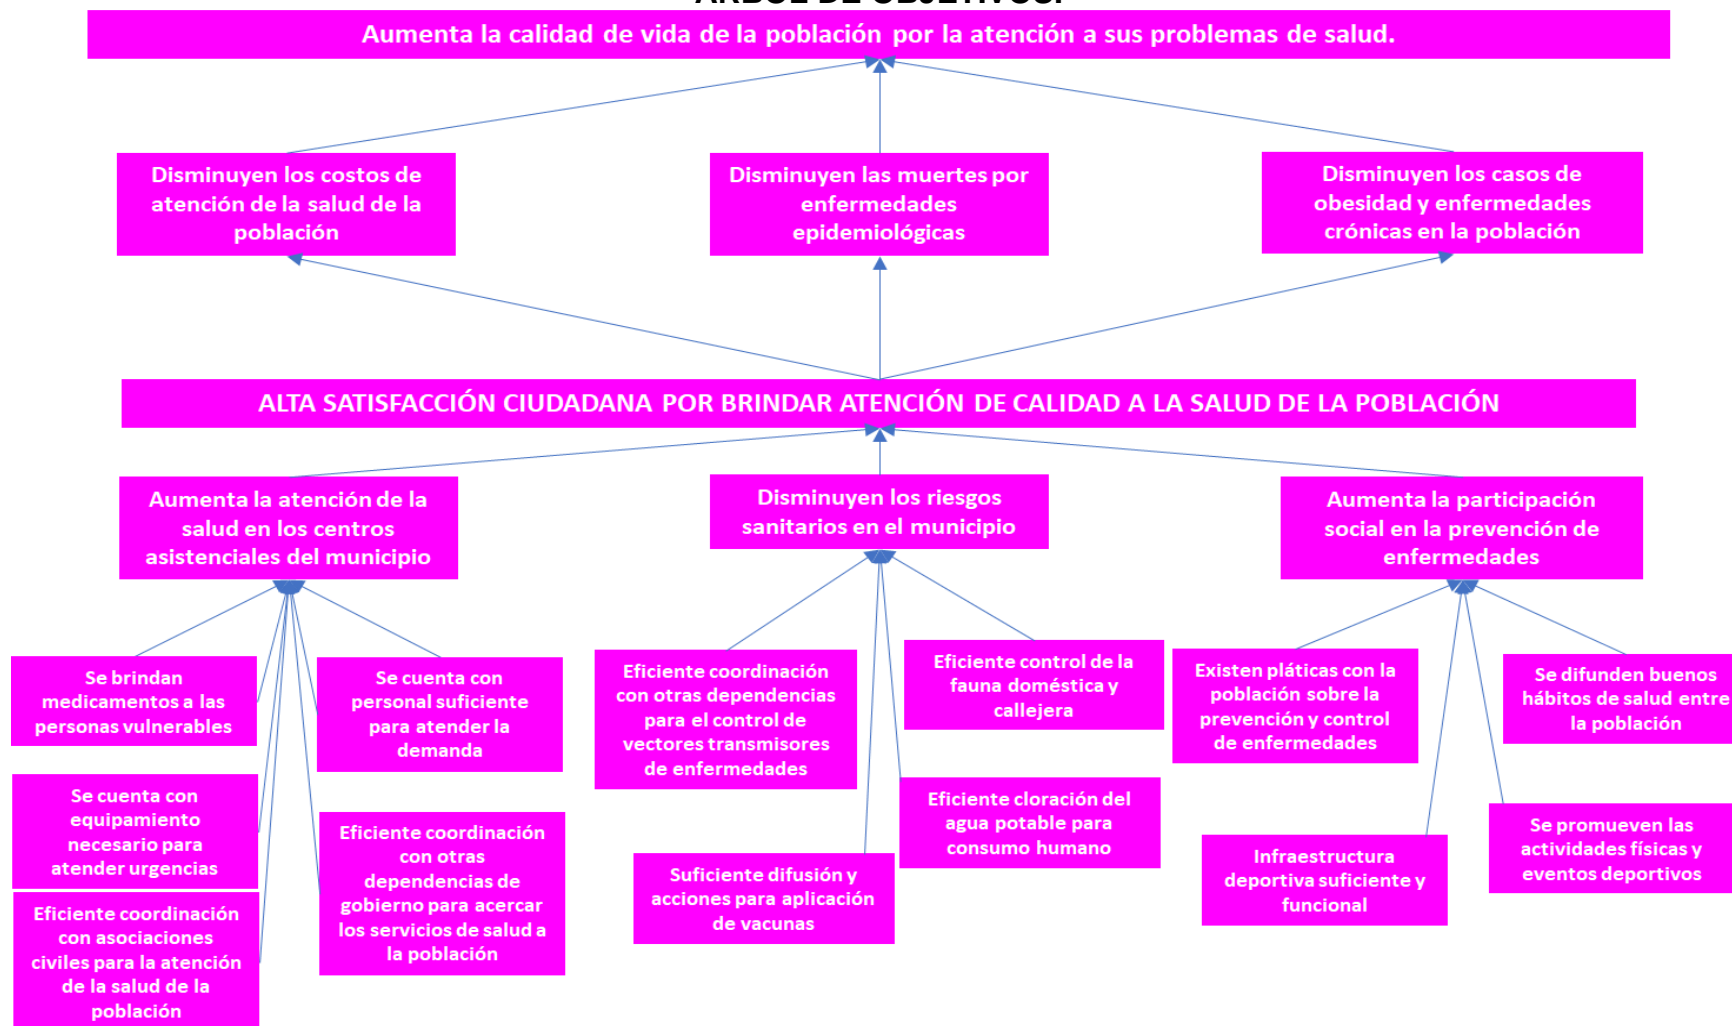 ÁRBOL DE OBJETIVOS.
Aumenta la calidad de vida de la población por la atención a sus problemas de salud.
Disminuyen los costos de
atención de la salud de la
población
Disminuyen las muertes por
enfermedades
epidemiológicas
Disminuyen los casos de
obesidad y enfermedades
crónicas en la población
ALTA SATISFACCIÓN CIUDADANA POR BRINDAR ATENCIÓN DE CALIDAD A LA SALUD DE LA POBLACIÓN
Aumenta la atención de la
salud en los centros
asistenciales del municipio
Disminuyen los riesgos
sanitarios en el municipio
Aumenta la participación
social en la prevención de
enfermedades
Se brindan
medicamentos a las
personas vulnerables
Se cuenta con
personal suficiente
para atender la
demanda
Se cuenta con
equipamiento
necesario para
atender urgencias
Eficiente coordinación
con otras
dependencias de
gobierno para acercar
los servicios de salud a
la población
Eficiente coordinación
con asociaciones
civiles para la atención
de la salud de la
población
Eficiente coordinación
con otras dependencias
para el control de
vectores transmisores
de enfermedades
Eficiente control de la
fauna doméstica y
callejera
Eficiente cloración del
agua potable para
consumo humano
Suficiente difusión y
acciones para aplicación
de vacunas
Existen pláticas con la
población sobre la
prevención y control
de enfermedades
Se difunden buenos
hábitos de salud entre
la población
Infraestructura
deportiva suficiente y
funcional
Se promueven las
actividades físicas y
eventos deportivos